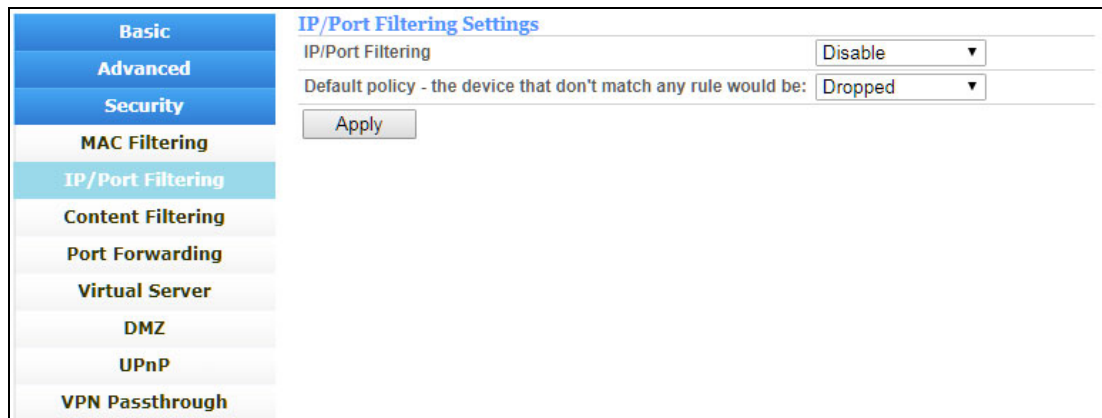 Basic
Advanced
Security
MAC Filtering
IP/Port Filtering
Content Filtering
Port Forwarding
Virtual Server
DMZ
UPnP
VPN Passthrough
IP/Port Filtering Settings
IP/Port Filtering Disable
Default policy - the device that don't match any rule would be: Dropped
Apply